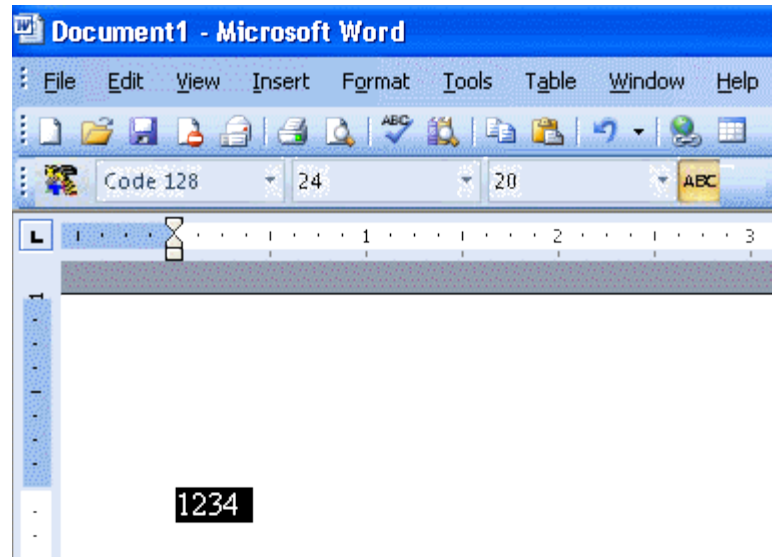 Document1 - Microsoft Word
File Edit View Insert Format Tools Table Window Help
ABC
Code 128 24 20 ABC
L 1 2 3
1
1234